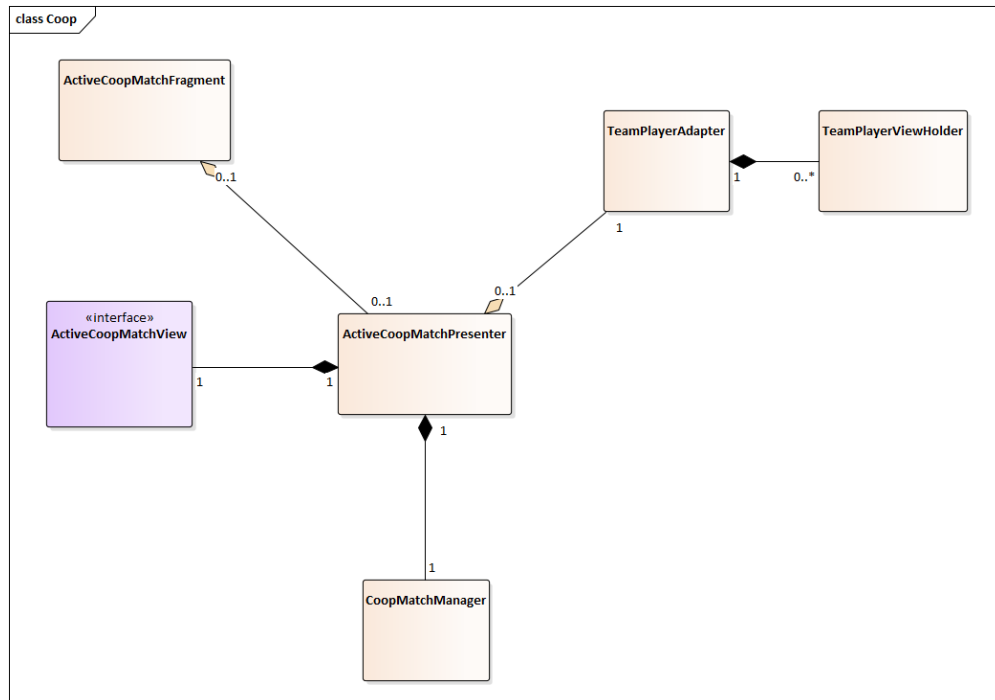 class Coop
ActiveCoopMatchFragment
0..1
0..1
TeamPlayerAdapter
1
0..*
1
TeamPlayerViewHolder
0..1
«interface»
ActiveCoopMatchView
1
1
ActiveCoopMatchPresenter
1
1
CoopMatchManager